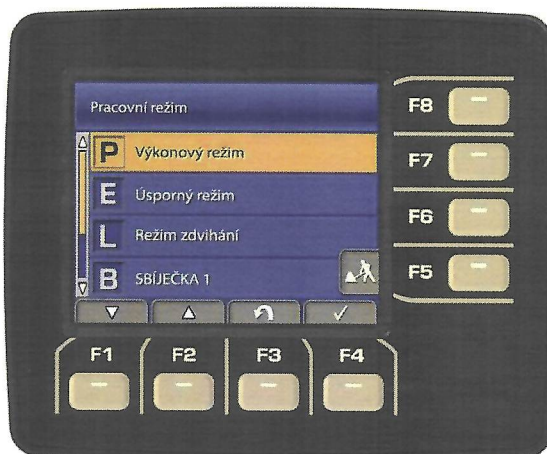 Pracovní režim
P Výkonový režim
E Úsporný režim
L Režim zdvihání
B SBÍJEČKA 1
F8
F7
F6
F5
F1 F2 F3 F4